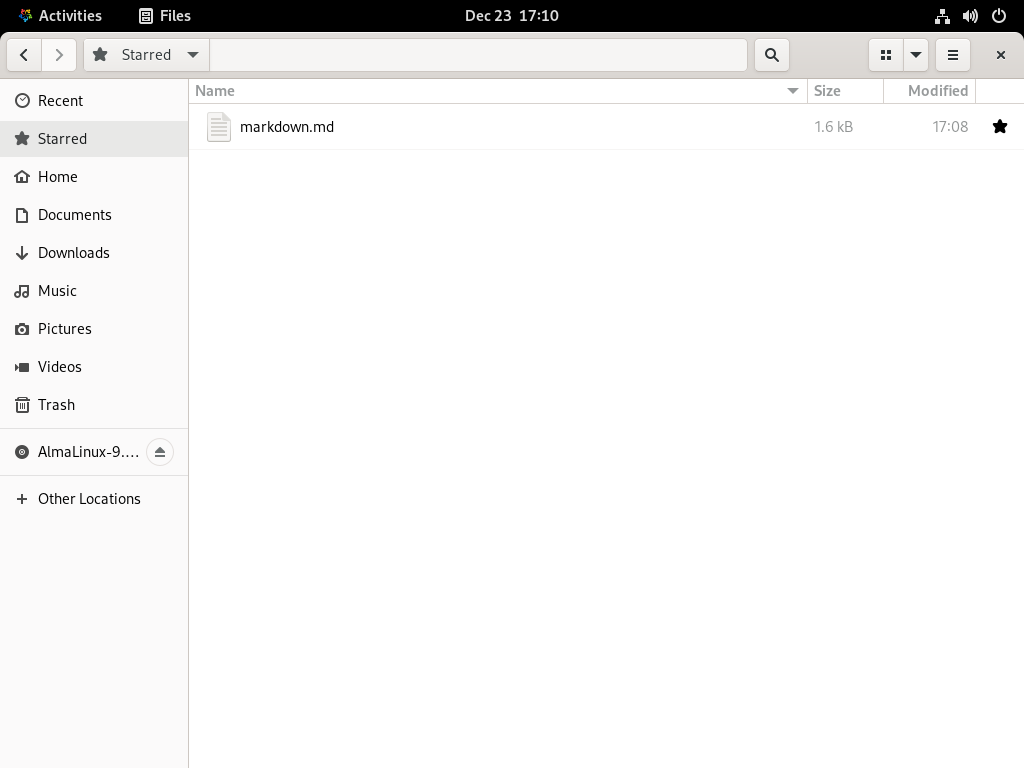 Activities
Files
Dec 23 17:10
Starred
Name
Size
Modified
markdown.md
1.6 kB
17:08
Recent
Starred
Home
Documents
Downloads
Music
Pictures
Videos
Trash
AlmaLinux-9.…
Other Locations